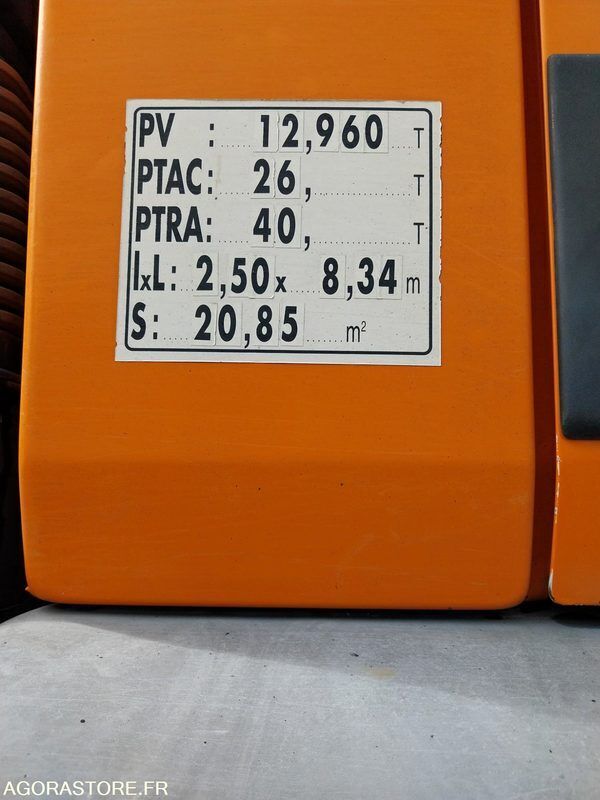 PV : 12,960 T
PTAC: 26, T
PTRA: 40, T
lxL: 2,50x 8,34 m
S: 20,85 m²
AGORASTORE.FR